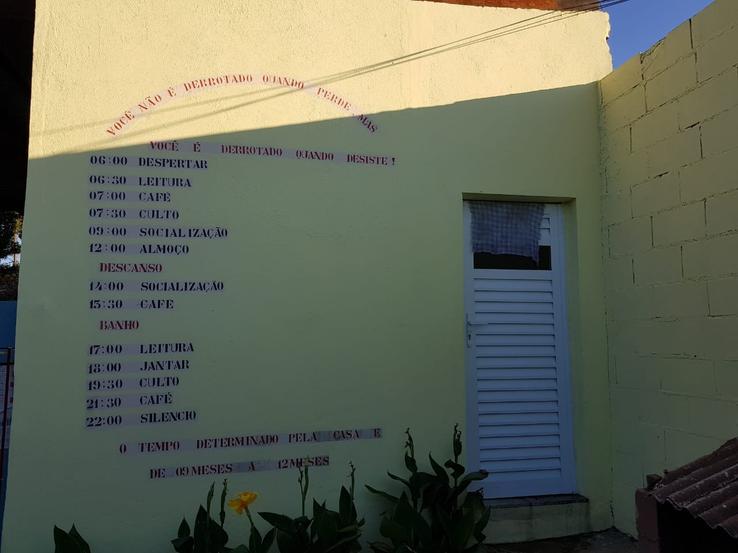 VOCÊ NÃO É DERROTADO QUANDO PERDE, MAS
VOCÊ É DERROTADO QUANDO DESISTE!
06:00 DESPERTAR
06:30 LEITURA
07:00 CAFÉ
07:30 CULTO
09:00 SOCIALIZAÇÃO
12:00 ALMOÇO
DESCANSO
14:00 SOCIALIZAÇÃO
15:30 CAFE
BANHO
17:00 LEITURA
18:00 JANTAR
19:30 CULTO
21:30 CAFÉ
22:00 SILENCIO
O TEMPO DETERMINADO PELA CASA E
DE 09 MESES A 12 MESES